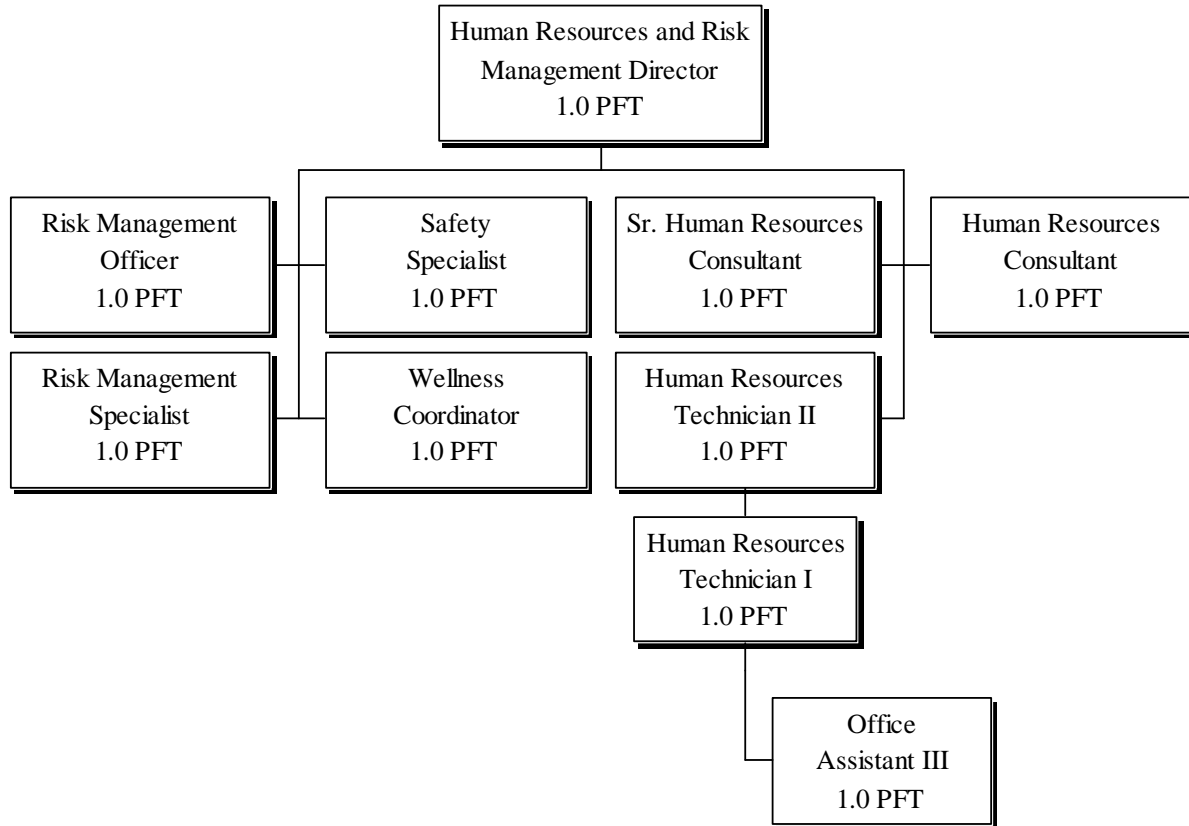 Human Resources and Risk
Management Director
1.0 PFT
Risk Management
Officer
1.0 PFT
Safety
Specialist
1.0 PFT
Sr. Human Resources
Consultant
1.0 PFT
Human Resources
Consultant
1.0 PFT
Risk Management
Specialist
1.0 PFT
Wellness
Coordinator
1.0 PFT
Human Resources
Technician II
1.0 PFT
Human Resources
Technician I
1.0 PFT
Office
Assistant III
1.0 PFT